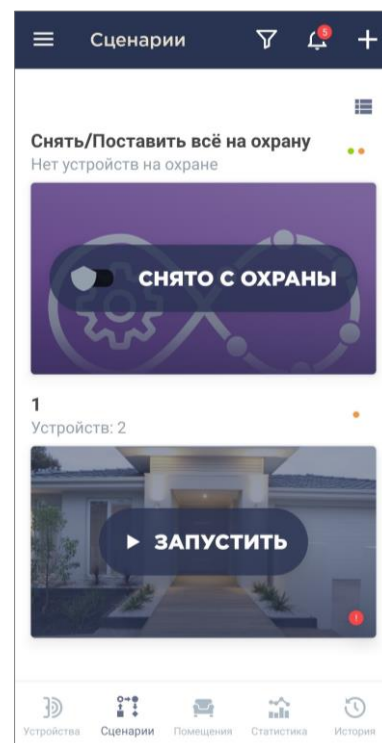 Сценарии
5
Снять/Поставить всё на охрану
Нет устройств на охране
СНЯТО С ОХРАНЫ
1
Устройств: 2
ЗАПУСТИТЬ
!
Устройства Сценарии Помещения Статистика История